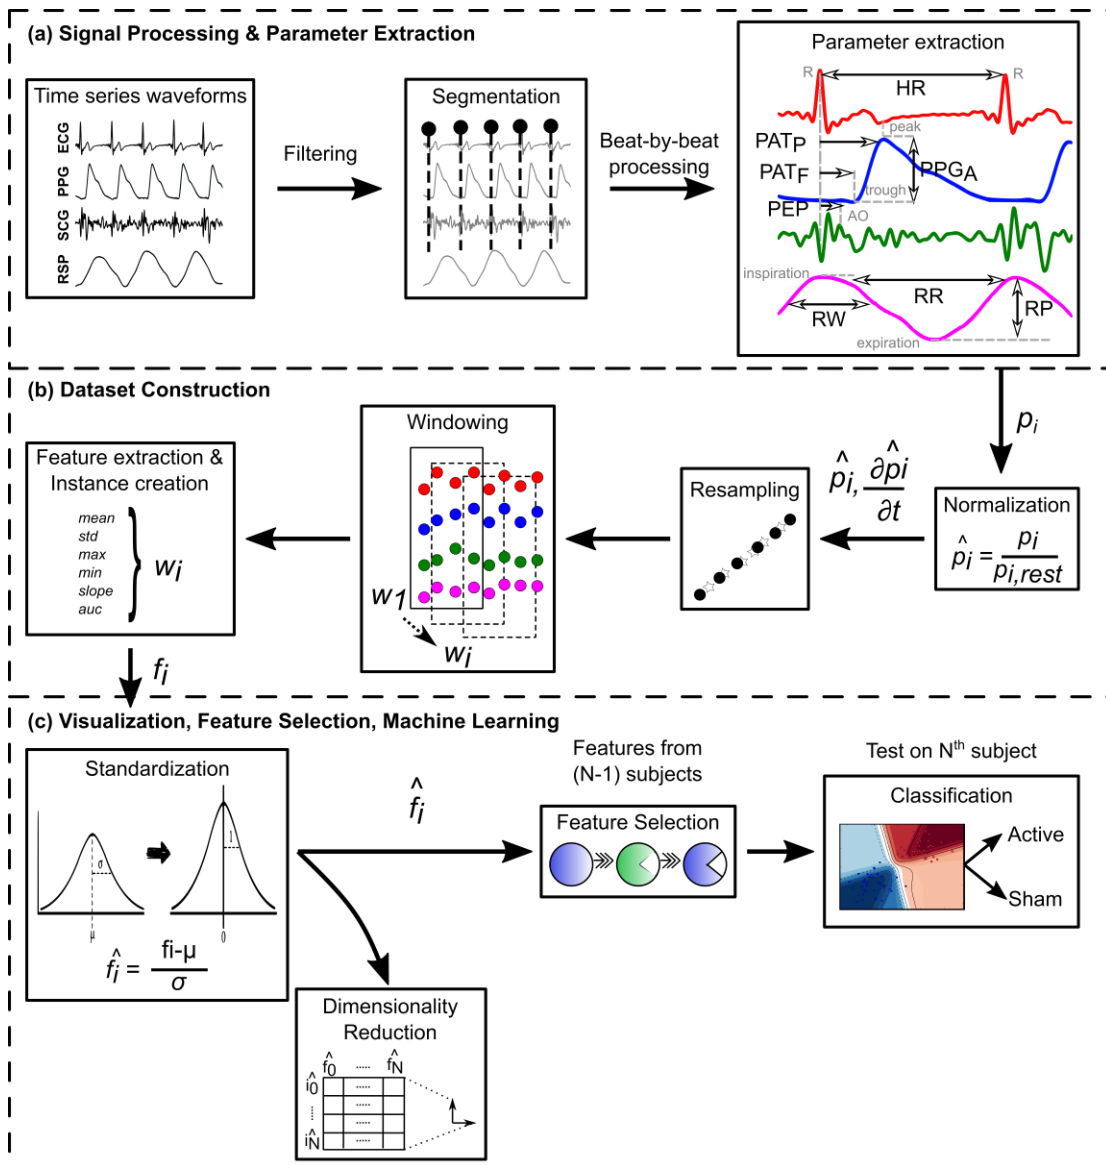 (a) Signal Processing & Parameter Extraction
Time series waveforms
ECG
PPG
SCG
RSP
Filtering
Segmentation
Beat-by-beat
processing
Parameter extraction
R
R
HR
peak
PATP
PPGA
PATF
trough
PEP
AO
inspiration
RR
RW
RP
expiration
(b) Dataset Construction
pi
Normalization
p̂i = pi / pi,rest
p̂i, ∂p̂i / ∂t
Resampling
Windowing
w1
wi
Feature extraction &
Instance creation
mean
std
max
min
slope
auc
wi
fi
(c) Visualization, Feature Selection, Machine Learning
Standardization
σ
1
μ
0
f̂i = fi-μ / σ
f̂i
Features from
(N-1) subjects
Feature Selection
Test on Nth subject
Classification
Active
Sham
Dimensionality
Reduction
f̂0 ..... f̂N
î0 .....
..... .....
.....
îN .....